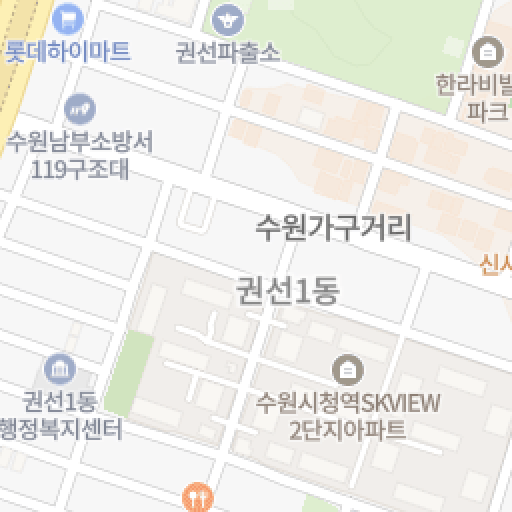 롯데하이마트
권선파출소
한라비발
파크
수원남부소방서
119구조대
수원가구거리
신사
권선1동
권선1동
행정복지센터
수원시청역SKVIEW
2단지아파트